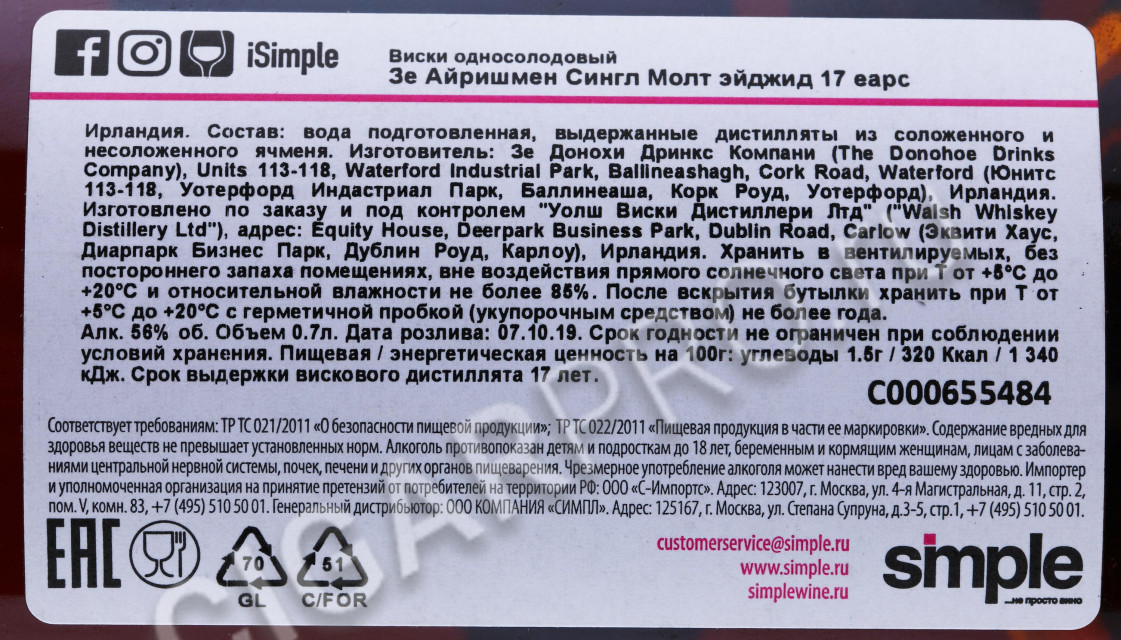 iSimple
Виски односолодовый
Зе Айришмен Сингл Молт эйджид 17 еарс
Ирландия. Состав: вода подготовленная, выдержанные дистилляты из соложенного и
несоложенного ячменя. Изготовитель: Зе Донохи Дринкс Компани (The Donohoe Drinks
Company), Units 113-118, Waterford Industrial Park, Ballineashagh, Cork Road, Waterford (Юнитс
113-118, Уотерфорд Индастриал Парк, Баллинеаша, Корк Роуд, Уотерфорд), Ирландия.
Изготовлено по заказу и под контролем "Уолш Виски Дистиллери Лтд" ("Walsh Whiskey
Distillery Ltd"), адрес: Equity House, Deerpark Business Park, Dublin Road, Carlow (Эквити Хаус,
Диарпарк Бизнес Парк, Дублин Роуд, Карлоу), Ирландия. Хранить в вентилируемых, без
постороннего запаха помещениях, вне воздействия прямого солнечного света при Т от +5°С до
+20°С и относительной влажности не более 85%. После вскрытия бутылки хранить при Т от
+5°С до +20°С с герметичной пробкой (укупорочным средством) не более года.
Алк. 56% об. Объем 0.7л. Дата розлива: 07.10.19. Срок годности не ограничен при соблюдении
условий хранения. Пищевая / энергетическая ценность на 100г: углеводы 1.5г / 320 Ккал / 1 340
кДж. Срок выдержки вискового дистиллята 17 лет.
C000655484
Соответствует требованиям: ТР ТС 021/2011 «О безопасности пищевой продукции»; ТР ТС 022/2011 «Пищевая продукция в части ее маркировки». Содержание вредных для
здоровья веществ не превышает установленных норм. Алкоголь противопоказан детям и подросткам до 18 лет, беременным и кормящим женщинам, лицам с заболева-
ниями центральной нервной системы, почек, печени и других органов пищеварения. Чрезмерное употребление алкоголя может нанести вред вашему здоровью. Импортер
и уполномоченная организация на принятие претензий от потребителей на территории РФ: ООО «С-Импортс». Адрес: 123007, г. Москва, ул. 4-я Магистральная, д. 11, стр. 2,
пом. V, комн. 83, +7 (495) 510 50 01. Генеральный дистрибьютор: ООО КОМПАНИЯ «СИМПЛ». Адрес: 125167, г. Москва, ул. Степана Супруна, д.3-5, стр.1, +7 (495) 510 50 01.
EAC
70
GL
51
C/FOR
customerservice@simple.ru
www.simple.ru
simplewine.ru
simple
...не просто вино
CIGARPRO.ru